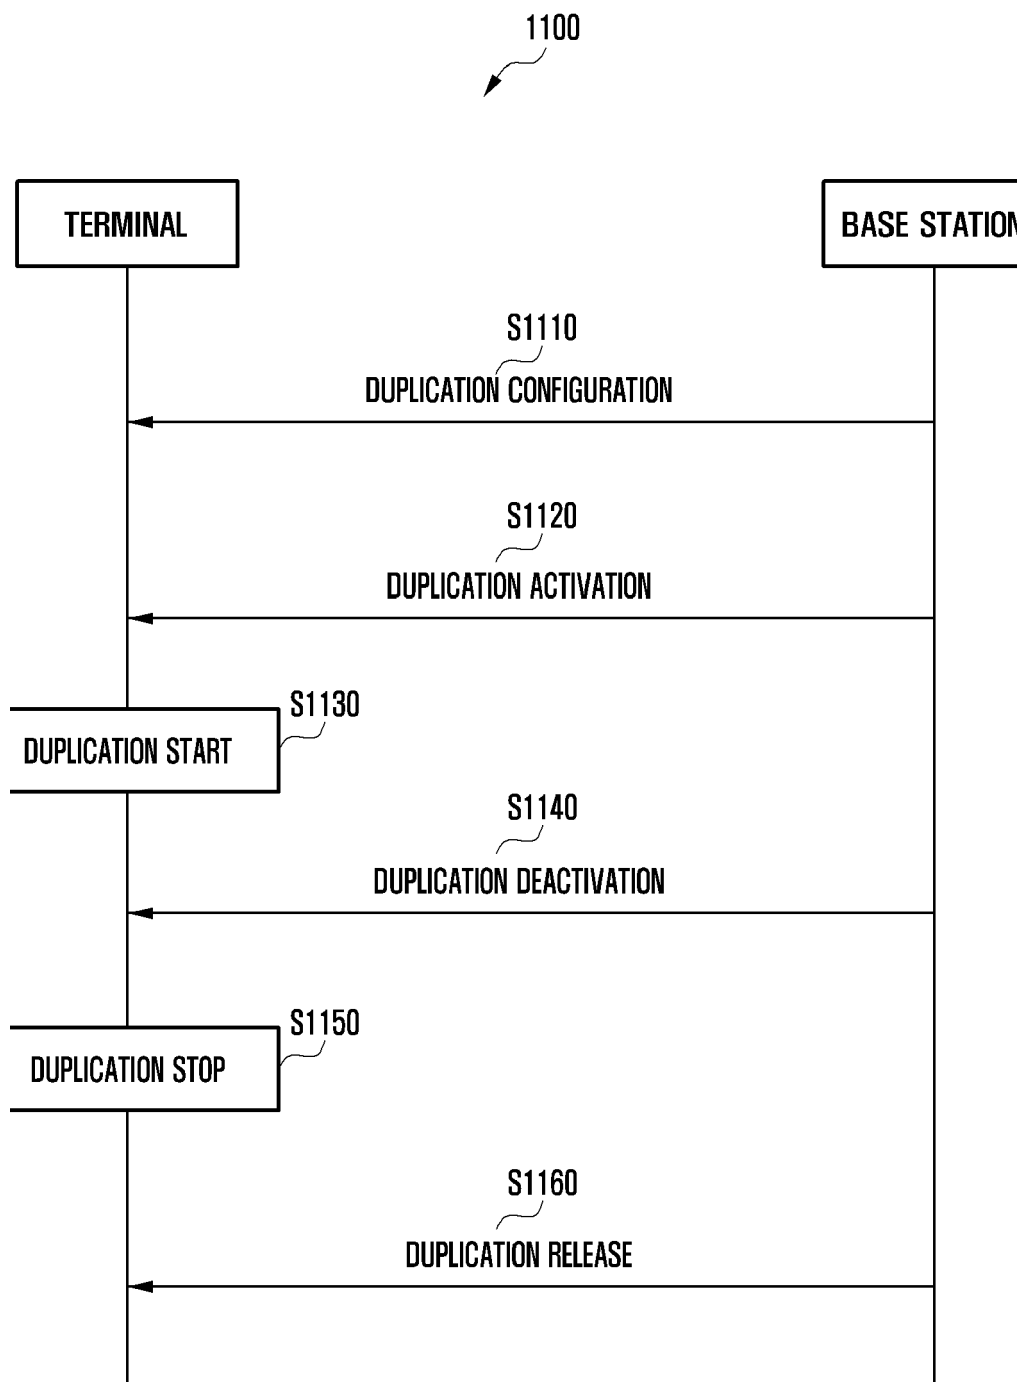 1100
TERMINAL
BASE STATION
S1110
DUPLICATION CONFIGURATION
S1120
DUPLICATION ACTIVATION
S1130
DUPLICATION START
S1140
DUPLICATION DEACTIVATION
S1150
DUPLICATION STOP
S1160
DUPLICATION RELEASE